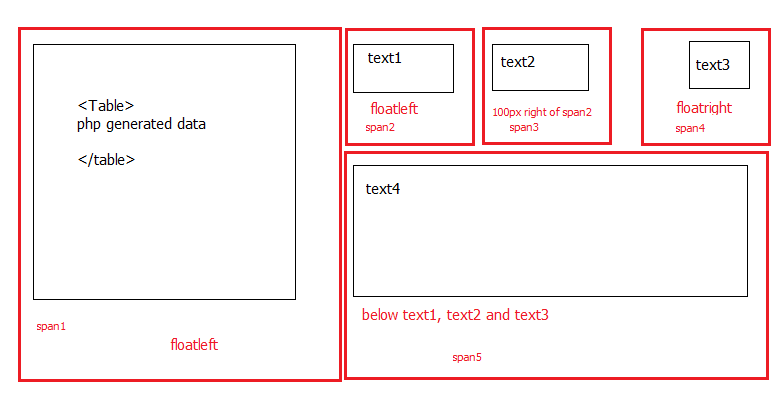 <Table>
php generated data
</table>
span1
floatleft
text1
floatleft
span2
text2
100px right of span2
span3
text3
floatright
span4
text4
below text1, text2 and text3
span5